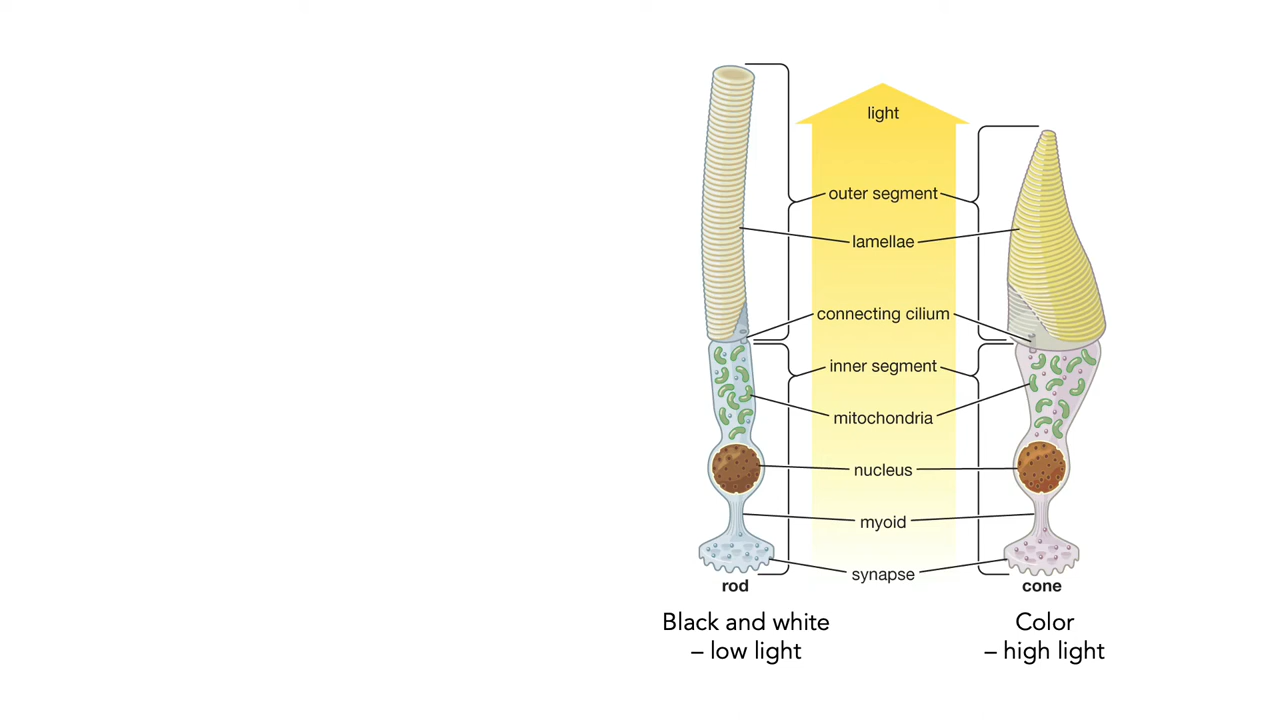 light
outer segment
lamellae
connecting cilium
inner segment
mitochondria
nucleus
myoid
synapse
rod
cone
Black and white
– low light
Color
– high light